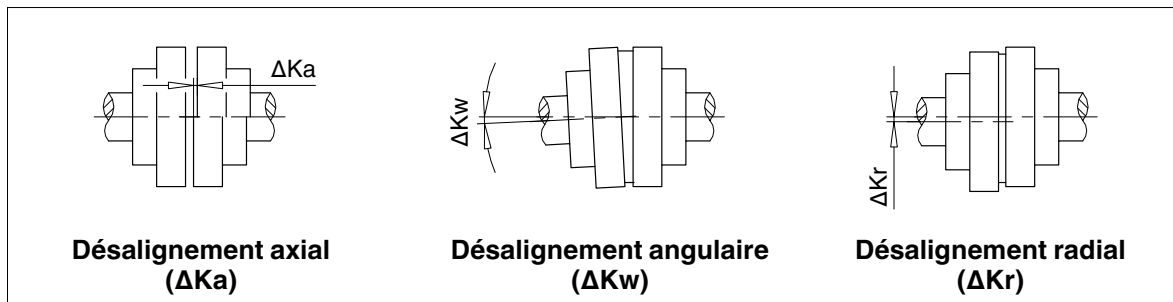 ΔKa
ΔKw
ΔKr
Désalignement axial
(ΔKa)
Désalignement angulaire
(ΔKw)
Désalignement radial
(ΔKr)